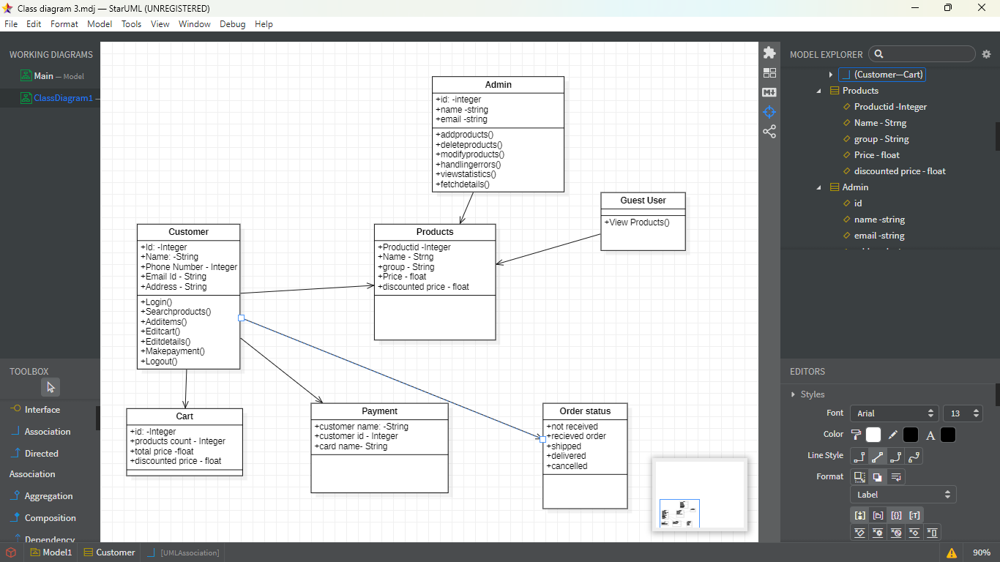 Class diagram 3.mdj — StarUML (UNREGISTERED)
File Edit Format Model Tools View Window Debug Help
WORKING DIAGRAMS
Main — Model
ClassDiagram1 —
TOOLBOX
Interface
Association
Directed
Association
Aggregation
Composition
Dependency
Admin
+id: -integer
+name -string
+email -string
+addproducts()
+deleteproducts()
+modifyproducts()
+handlingerrors()
+viewstatistics()
+fetchdetails()
Guest User
+View Products()
Customer
+Id: -Integer
+Name: -String
+Phone Number - Integer
+Email Id - String
+Address - String
+Login()
+Searchproducts()
+Additems()
+Editcart()
+Editdetails()
+Makepayment()
+Logout()
Products
+Productid -Integer
+Name - Strng
+group - String
+Price - float
+discounted price - float
Cart
+id: -Integer
+products count - Integer
+total price -float
+discounted price - float
Payment
+customer name: -String
+customer id - Integer
+card name- String
Order status
+not received
+recieved order
+shipped
+delivered
+cancelled
MODEL EXPLORER
(Customer—Cart)
Products
Productid -Integer
Name - Strng
group - String
Price - float
discounted price - float
Admin
id
name -string
email -string
EDITORS
Styles
Font Arial 13
Color A
Line Style
Format
Label
Model1 Customer [UMLAssociation]
90%